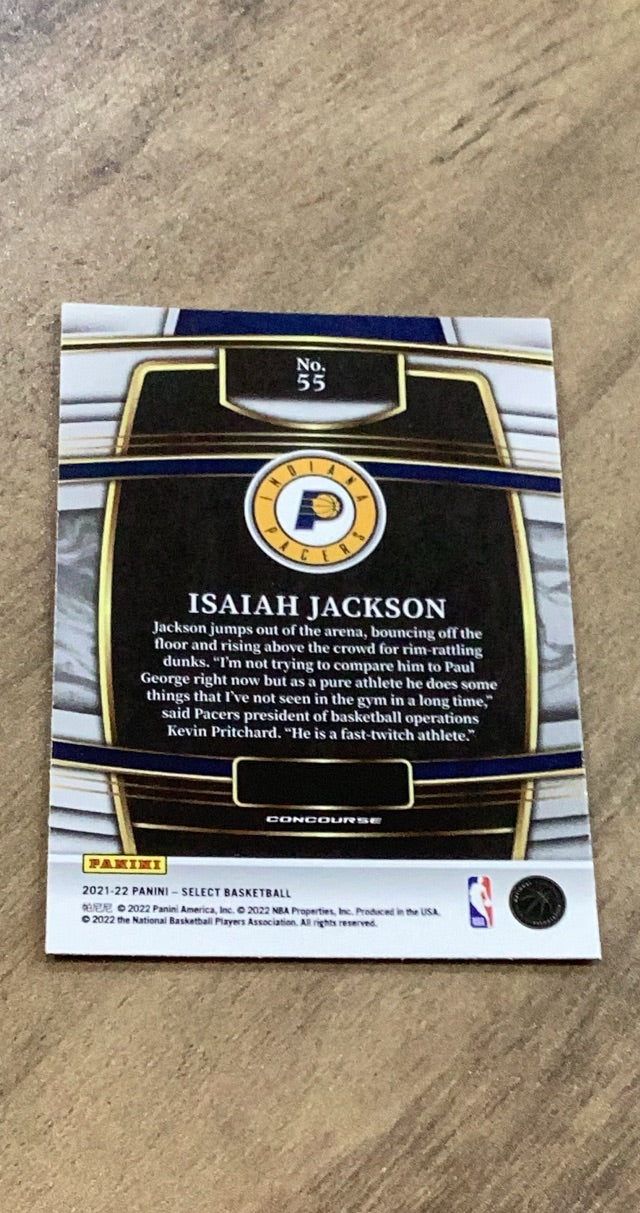 No.
55
INDIANA
PACERS
ISAIAH JACKSON
Jackson jumps out of the arena, bouncing off the
floor and rising above the crowd for rim-rattling
dunks. “I’m not trying to compare him to Paul
George right now but as a pure athlete he does some
things that I’ve not seen in the gym in a long time,”
said Pacers president of basketball operations
Kevin Pritchard. “He is a fast-twitch athlete.”
CONCOURSE
PANINI
2021-22 PANINI – SELECT BASKETBALL
帕尼尼 © 2022 Panini America, Inc. © 2022 NBA Properties, Inc. Produced in the USA.
© 2022 the National Basketball Players Association. All rights reserved.